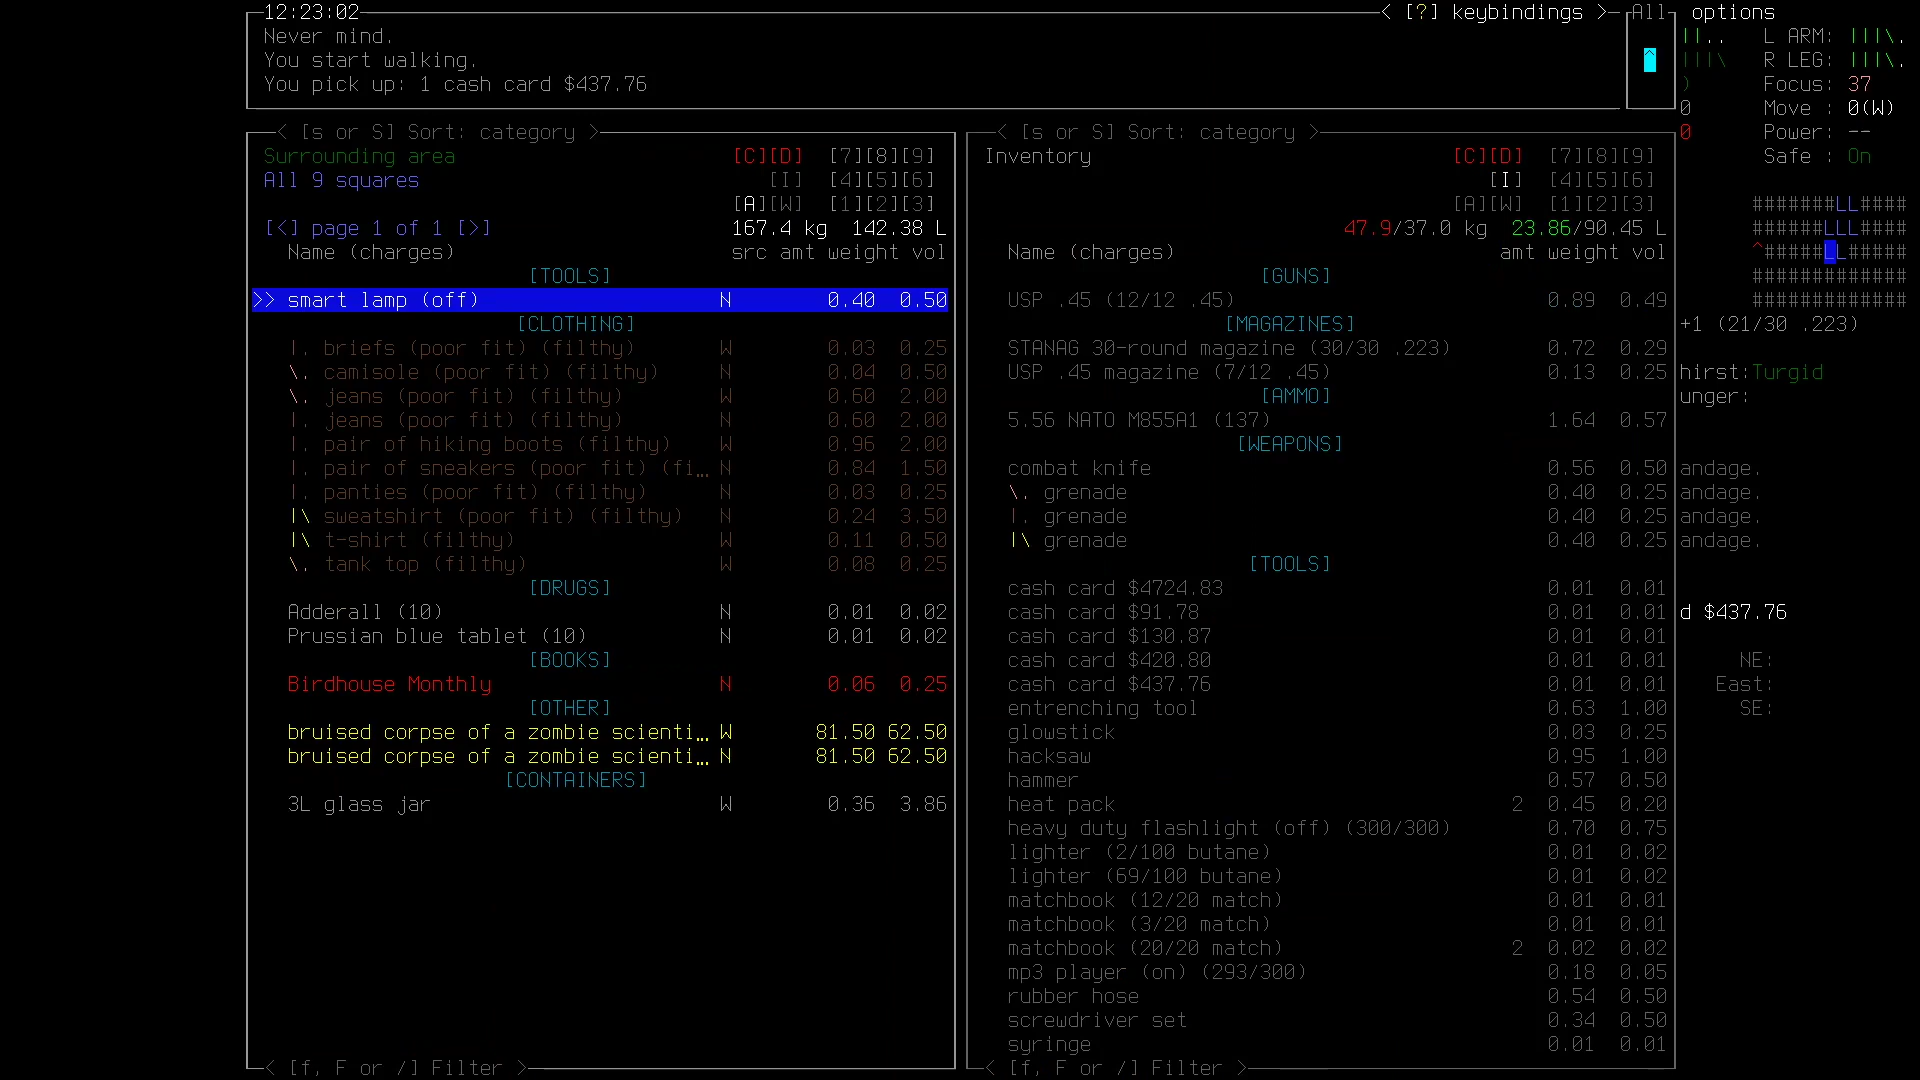 12:23:02 < [?] keybindings > All options
Never mind.
You start walking.
You pick up: 1 cash card $437.76
L ARM: |||\.
R LEG: |||\.
Focus: 37
0 Move : 0(W)
0 Power: --
Safe : On
< [s or S] Sort: category >
Surrounding area [C][D] [7][8][9]
All 9 squares [I] [4][5][6]
[A][W] [1][2][3]
[<] page 1 of 1 [>] 167.4 kg 142.38 L
Name (charges) src amt weight vol
[TOOLS]
>> smart lamp (off) N 0.40 0.50
[CLOTHING]
|. briefs (poor fit) (filthy) W 0.03 0.25
\. camisole (poor fit) (filthy) N 0.04 0.50
\. jeans (poor fit) (filthy) W 0.60 2.00
|. jeans (poor fit) (filthy) N 0.60 2.00
|. pair of hiking boots (filthy) W 0.96 2.00
|. pair of sneakers (poor fit) (fi… N 0.84 1.50
|. panties (poor fit) (filthy) N 0.03 0.25
|\ sweatshirt (poor fit) (filthy) N 0.24 3.50
|\ t-shirt (filthy) W 0.11 0.50
\. tank top (filthy) W 0.08 0.25
[DRUGS]
Adderall (10) N 0.01 0.02
Prussian blue tablet (10) N 0.01 0.02
[BOOKS]
Birdhouse Monthly N 0.06 0.25
[OTHER]
bruised corpse of a zombie scienti… W 81.50 62.50
bruised corpse of a zombie scienti… N 81.50 62.50
[CONTAINERS]
3L glass jar W 0.36 3.86
< [f, F or /] Filter >
< [s or S] Sort: category >
Inventory [C][D] [7][8][9]
[I] [4][5][6]
[A][W] [1][2][3]
47.9/37.0 kg 23.86/90.45 L
Name (charges) amt weight vol
[GUNS]
USP .45 (12/12 .45) 0.89 0.49
[MAGAZINES]
STANAG 30-round magazine (30/30 .223) 0.72 0.29
USP .45 magazine (7/12 .45) 0.13 0.25
[AMMO]
5.56 NATO M855A1 (137) 1.64 0.57
[WEAPONS]
combat knife 0.56 0.50
\. grenade 0.40 0.25
|. grenade 0.40 0.25
|\ grenade 0.40 0.25
[TOOLS]
cash card $4724.83 0.01 0.01
cash card $91.78 0.01 0.01
cash card $130.87 0.01 0.01
cash card $420.80 0.01 0.01
cash card $437.76 0.01 0.01
entrenching tool 0.63 1.00
glowstick 0.03 0.25
hacksaw 0.95 1.00
hammer 0.57 0.50
heat pack 2 0.45 0.20
heavy duty flashlight (off) (300/300) 0.70 0.75
lighter (2/100 butane) 0.01 0.02
lighter (69/100 butane) 0.01 0.02
matchbook (12/20 match) 0.01 0.01
matchbook (3/20 match) 0.01 0.01
matchbook (20/20 match) 2 0.02 0.02
mp3 player (on) (293/300) 0.18 0.05
rubber hose 0.54 0.50
screwdriver set 0.34 0.50
syringe 0.01 0.01
< [f, F or /] Filter >
#######LL####
######LLL####
^#####LL#####
#############
#############
+1 (21/30 .223)
hirst:Turgid
unger:
andage.
andage.
andage.
andage.
d $437.76
NE:
East:
SE: